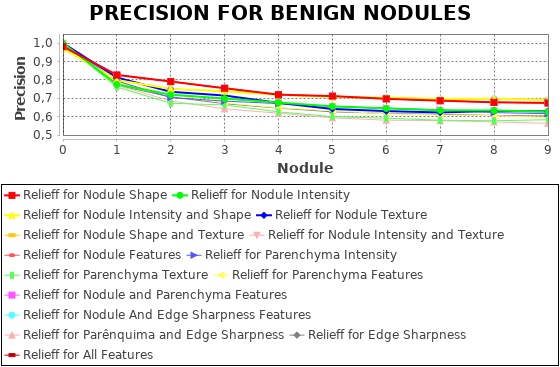 PRECISION FOR BENIGN NODULES
Precision
1,0
0,9
0,8
0,7
0,6
0,5
0 1 2 3 4 5 6 7 8 9
Nodule
Relieff for Nodule Shape Relieff for Nodule Intensity
Relieff for Nodule Intensity and Shape Relieff for Nodule Texture
Relieff for Nodule Shape and Texture Relieff for Nodule Intensity and Texture
Relieff for Nodule Features Relieff for Parenchyma Intensity
Relieff for Parenchyma Texture Relieff for Parenchyma Features
Relieff for Nodule and Parenchyma Features
Relieff for Nodule And Edge Sharpness Features
Relieff for Parênquima and Edge Sharpness Relieff for Edge Sharpness
Relieff for All Features